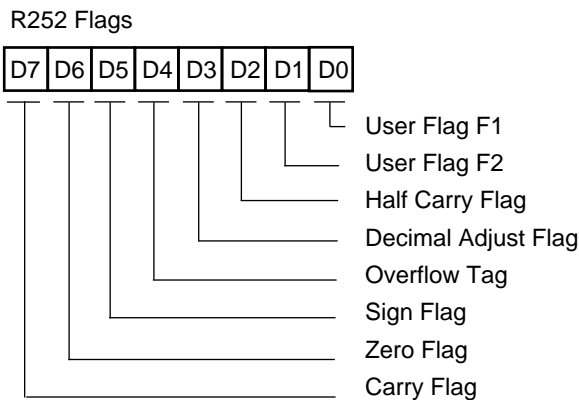 R252 Flags
D7 D6 D5 D4 D3 D2 D1 D0
User Flag F1
User Flag F2
Half Carry Flag
Decimal Adjust Flag
Overflow Tag
Sign Flag
Zero Flag
Carry Flag